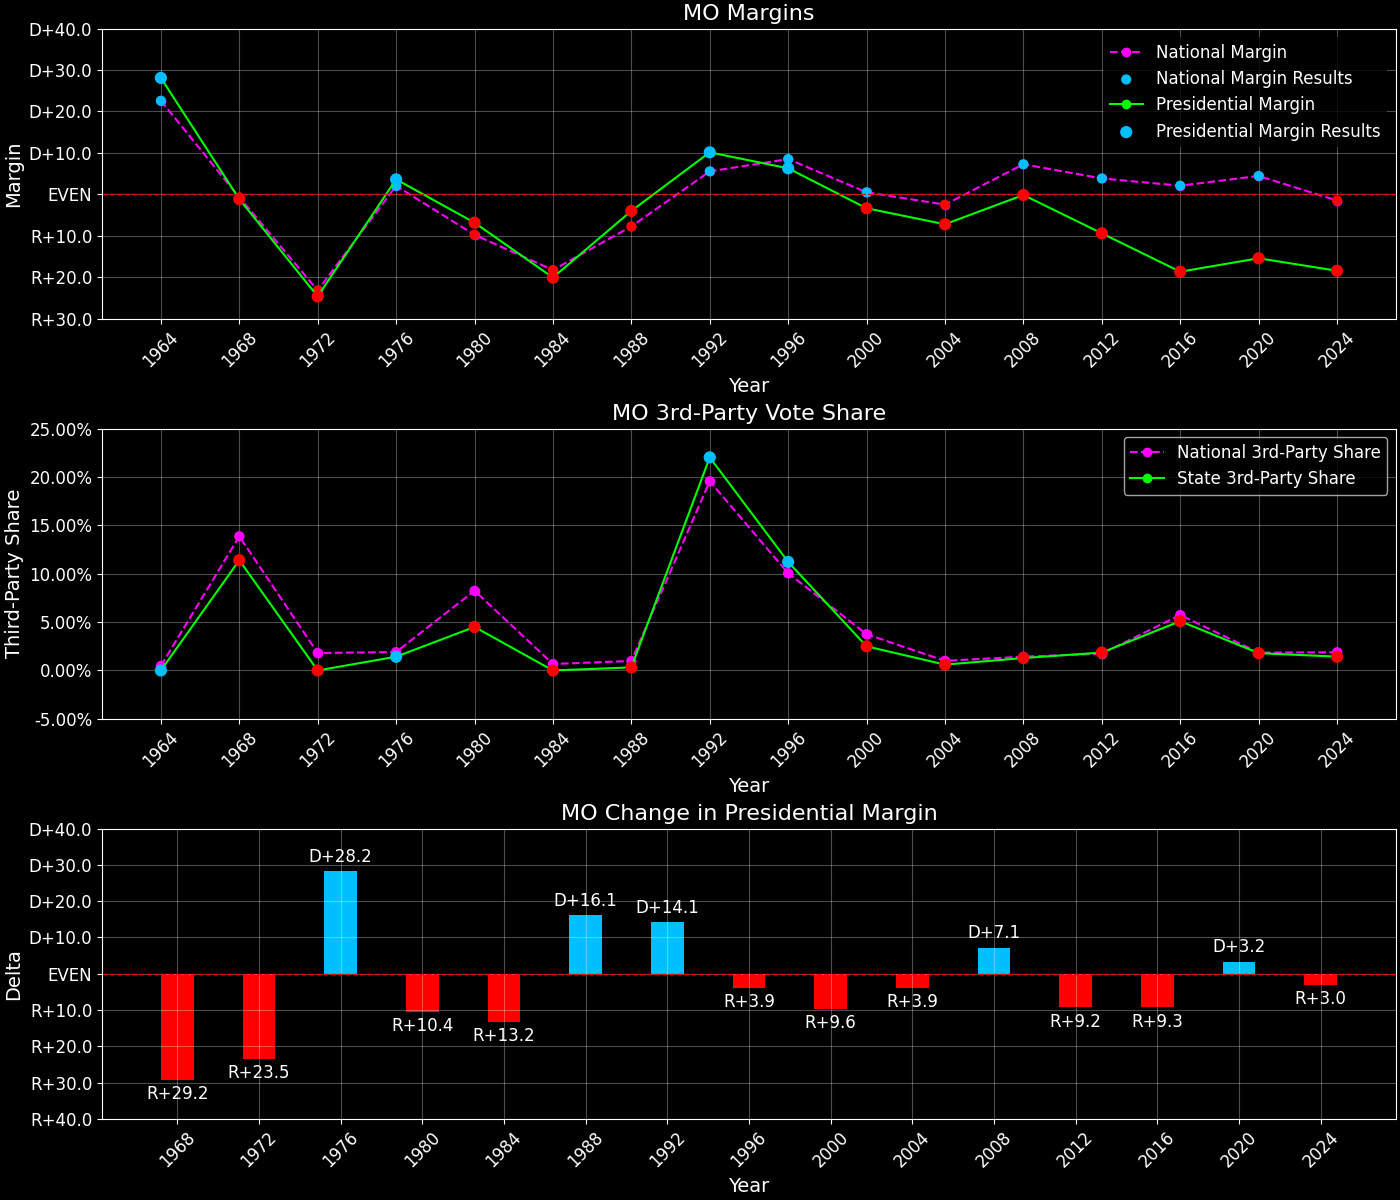 MO Margins
D+40.0
D+30.0
D+20.0
D+10.0
EVEN
R+10.0
R+20.0
R+30.0
Margin
National Margin
National Margin Results
Presidential Margin
Presidential Margin Results
1964 1968 1972 1976 1980 1984 1988 1992 1996 2000 2004 2008 2012 2016 2020 2024
Year
MO 3rd-Party Vote Share
25.00%
20.00%
15.00%
10.00%
5.00%
0.00%
-5.00%
Third-Party Share
National 3rd-Party Share
State 3rd-Party Share
1964 1968 1972 1976 1980 1984 1988 1992 1996 2000 2004 2008 2012 2016 2020 2024
Year
MO Change in Presidential Margin
D+40.0
D+30.0
D+20.0
D+10.0
EVEN
R+10.0
R+20.0
R+30.0
R+40.0
Delta
R+29.2
R+23.5
D+28.2
R+10.4
R+13.2
D+16.1
D+14.1
R+3.9
R+9.6
R+3.9
D+7.1
R+9.2
R+9.3
D+3.2
R+3.0
1968 1972 1976 1980 1984 1988 1992 1996 2000 2004 2008 2012 2016 2020 2024
Year